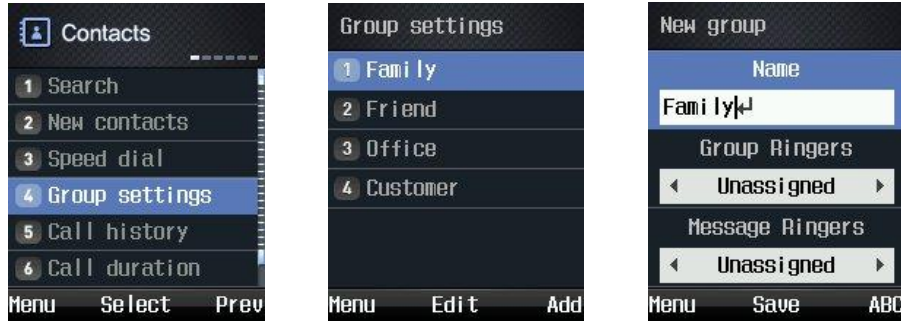 Contacts
1 Search
2 New contacts
3 Speed dial
4 Group settings
5 Call history
6 Call duration
Menu Select Prev
Group settings
1 Family
2 Friend
3 Office
4 Customer
Menu Edit Add
New group
Name
Family↵
Group Ringers
Unassigned
Message Ringers
Unassigned
Menu Save ABC